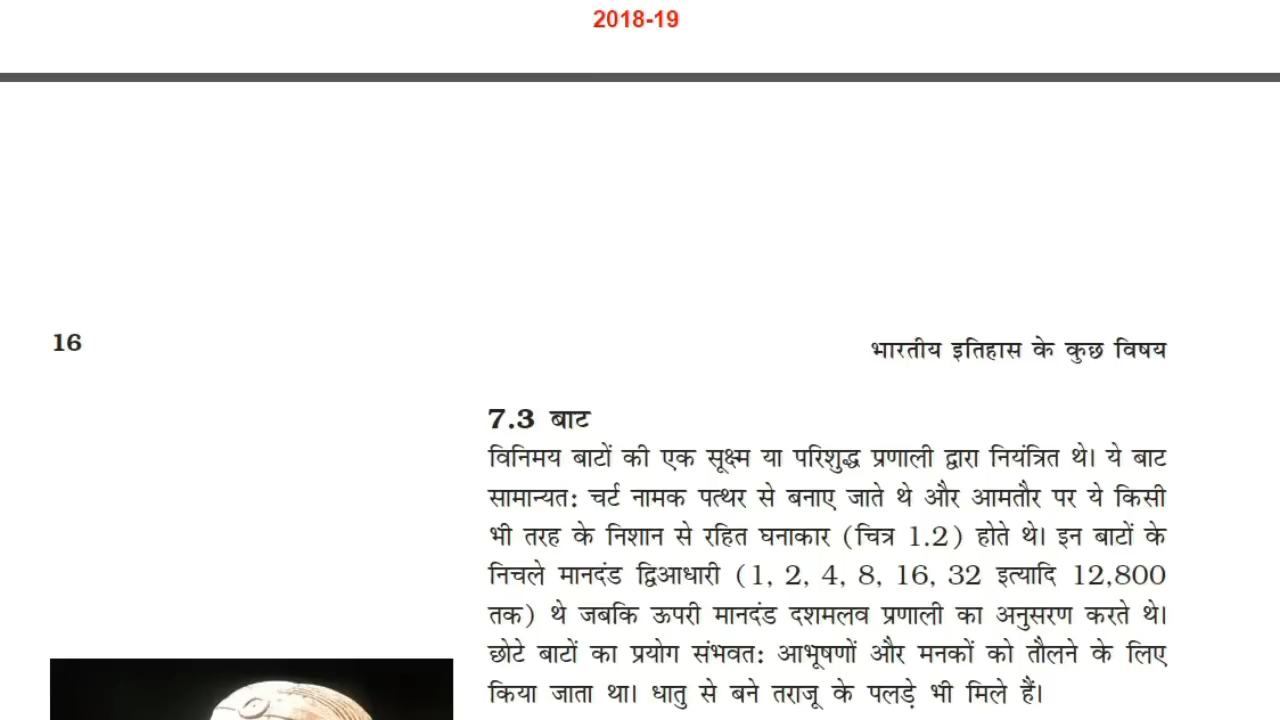 2018-19
16
भारतीय इतिहास के कुछ विषय
7.3 बाट
विनिमय बाटों की एक सूक्ष्म या परिशुद्ध प्रणाली द्वारा नियंत्रित थे। ये बाट
सामान्यत: चर्ट नामक पत्थर से बनाए जाते थे और आमतौर पर ये किसी
भी तरह के निशान से रहित घनाकार (चित्र 1.2) होते थे। इन बाटों के
निचले मानदंड द्विआधारी (1, 2, 4, 8, 16, 32 इत्यादि 12,800
तक) थे जबकि ऊपरी मानदंड दशमलव प्रणाली का अनुसरण करते थे।
छोटे बाटों का प्रयोग संभवत: आभूषणों और मनकों को तौलने के लिए
किया जाता था। धातु से बने तराजू के पलड़े भी मिले हैं।